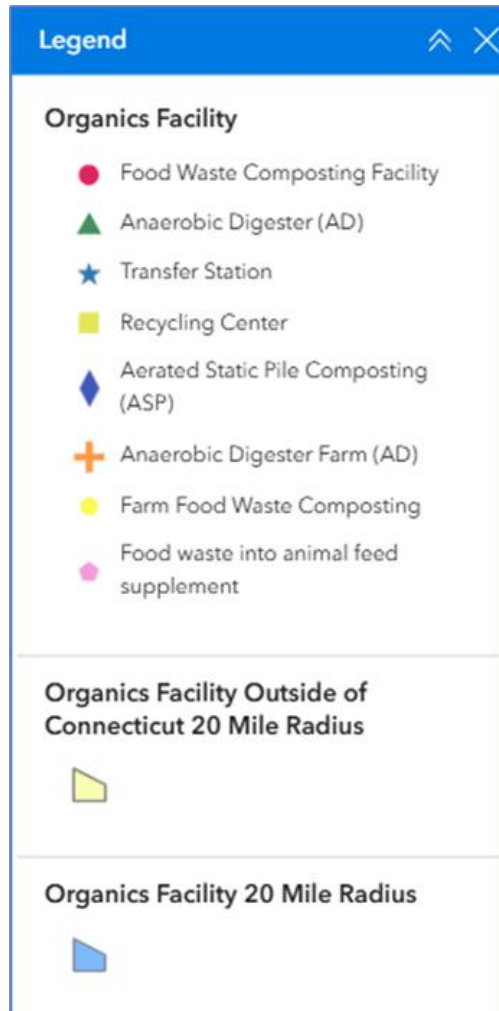 Legend
Organics Facility
Food Waste Composting Facility
Anaerobic Digester (AD)
Transfer Station
Recycling Center
Aerated Static Pile Composting
(ASP)
Anaerobic Digester Farm (AD)
Farm Food Waste Composting
Food waste into animal feed
supplement
Organics Facility Outside of
Connecticut 20 Mile Radius
Organics Facility 20 Mile Radius